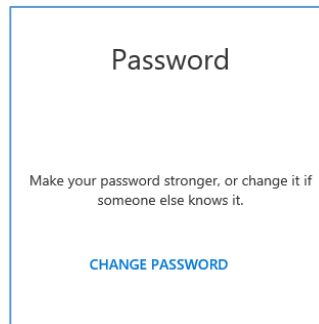 Password
Make your password stronger, or change it if
someone else knows it.
CHANGE PASSWORD